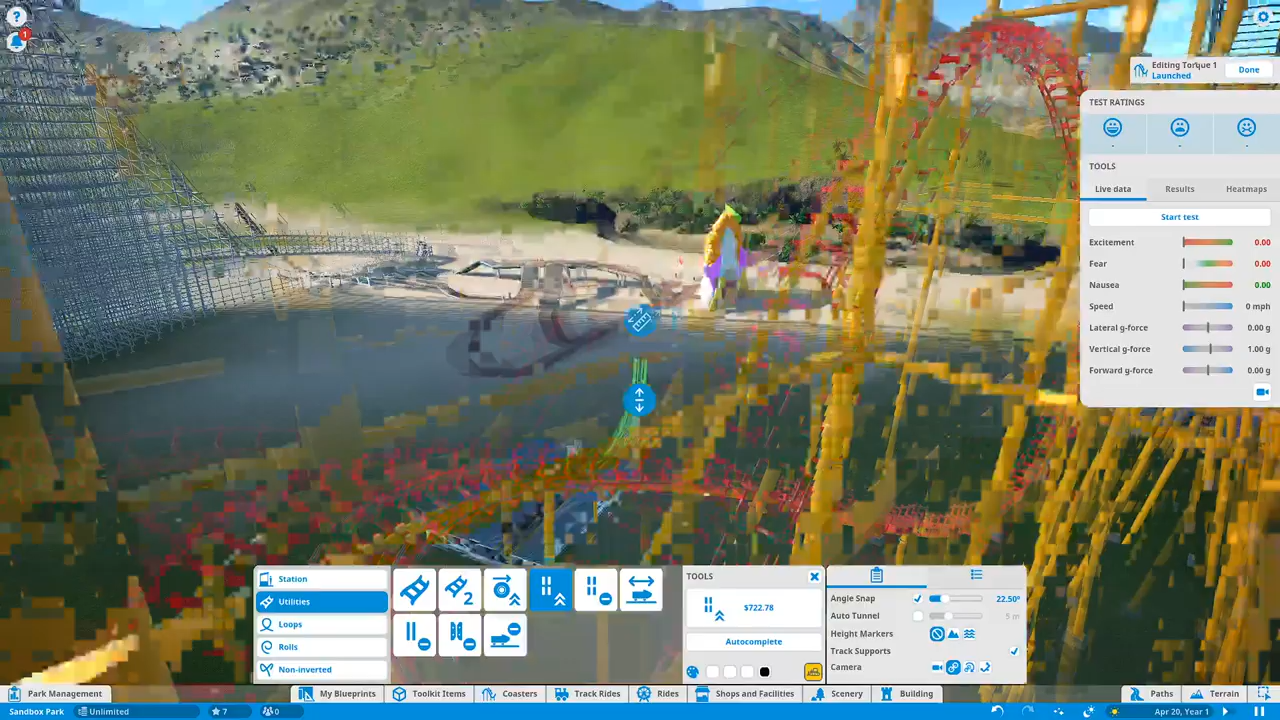 ?
1
Editing Torque 1
Launched
Done
TEST RATINGS
- - -
TOOLS
Live data Results Heatmaps
Start test
Excitement 0.00
Fear 0.00
Nausea 0.00
Speed 0 mph
Lateral g-force 0.00 g
Vertical g-force 1.00 g
Forward g-force 0.00 g
Station
Utilities
Loops
Rolls
Non-inverted
2
TOOLS
$722.78
Autocomplete
Angle Snap 22.50°
Auto Tunnel 5 m
Height Markers
Track Supports
Camera
Park Management
My Blueprints
Toolkit Items
Coasters
Track Rides
Rides
Shops and Facilities
Scenery
Building
Paths
Terrain
Sandbox Park
Unlimited
7
0
Apr 20, Year 1